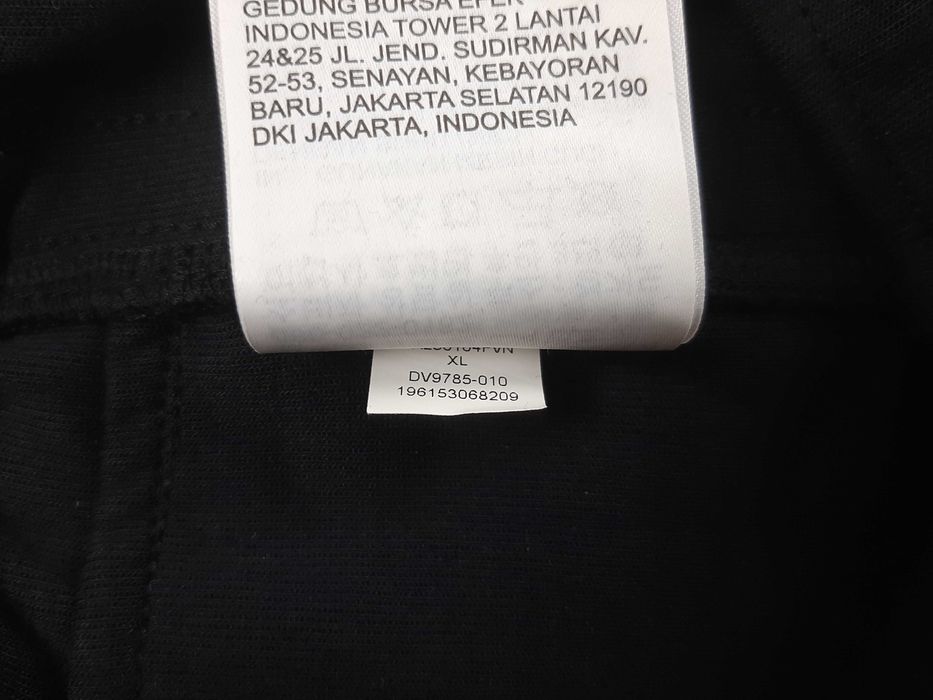 GEDUNG BURSA EFEK
INDONESIA TOWER 2 LANTAI
24&25 JL. JEND. SUDIRMAN KAV.
52-53, SENAYAN, KEBAYORAN
BARU, JAKARTA SELATAN 12190
DKI JAKARTA, INDONESIA
XL
DV9785-010
196153068209